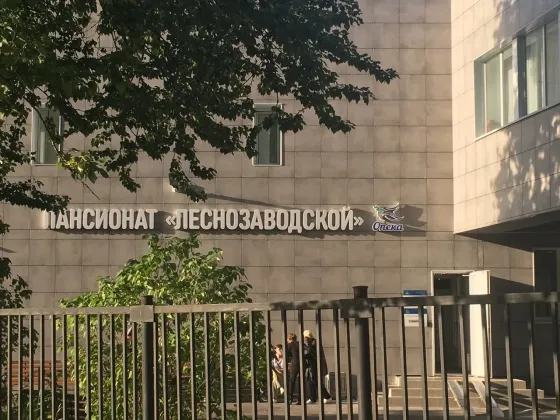 ПАНСИОНАТ «ЛЕСНОЗАВОДСКОЙ»
Опека